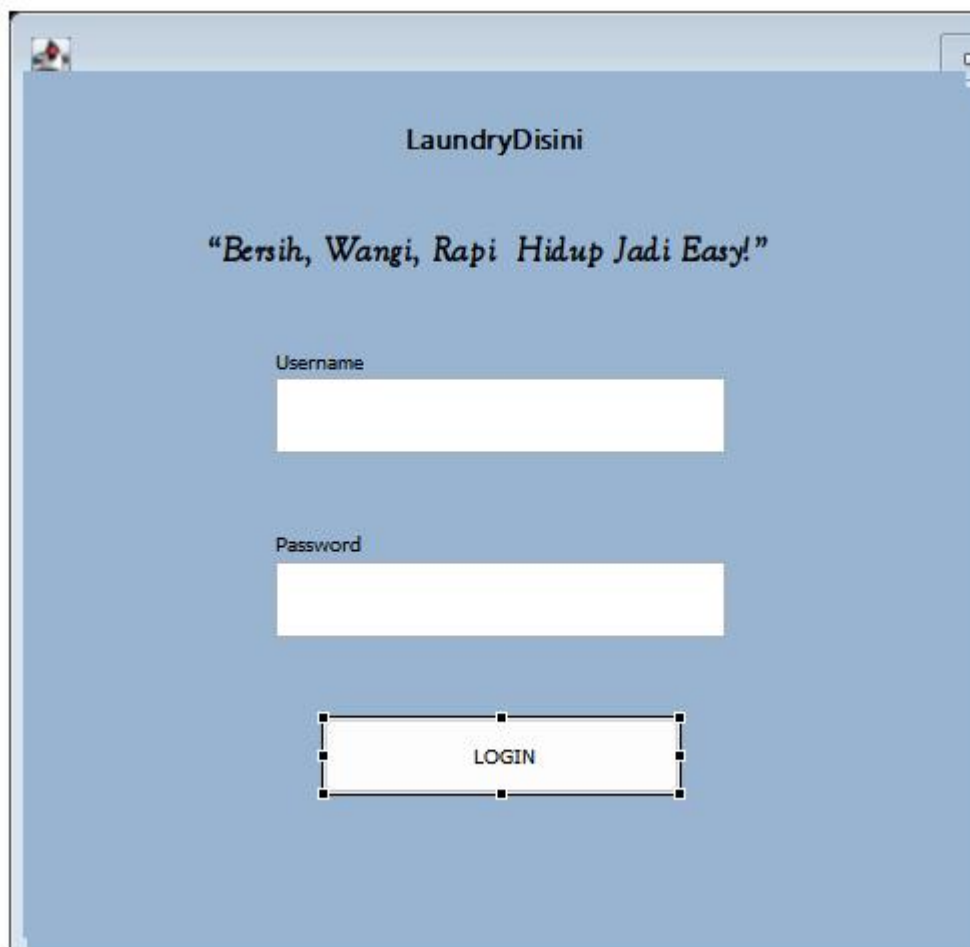 LaundryDisini
“Bersih, Wangi, Rapi  Hidup Jadi Easy!”
Username
Password
LOGIN